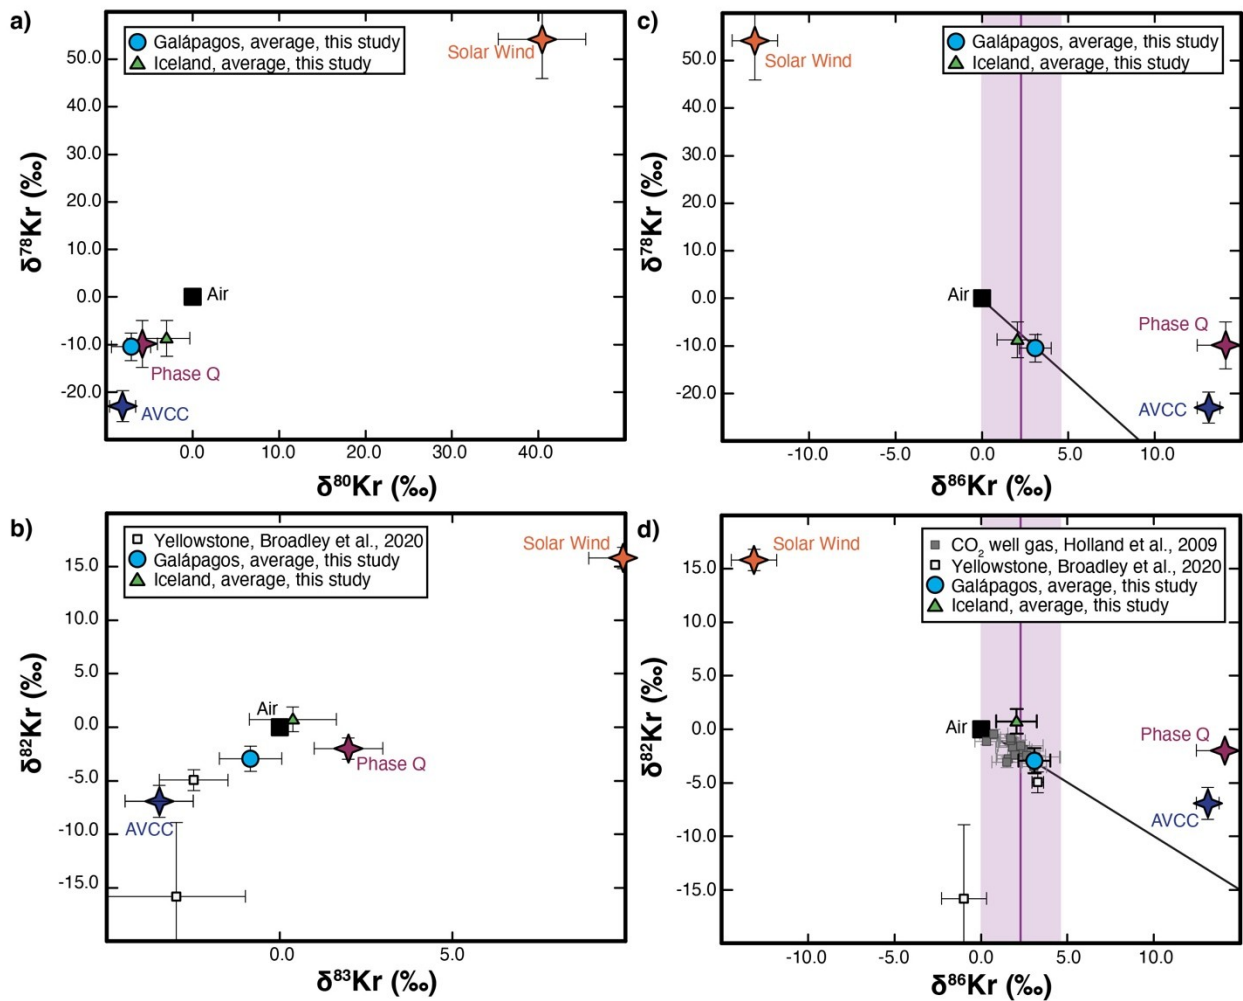 a)
Galápagos, average, this study
Iceland, average, this study
Solar Wind
50.0
40.0
30.0
20.0
10.0
0.0
-10.0
-20.0
Air
Phase Q
AVCC
0.0
10.0
20.0
30.0
40.0
δ⁷⁸Kr (‰)
δ⁸⁰Kr (‰)
c)
Galápagos, average, this study
Iceland, average, this study
Solar Wind
50.0
40.0
30.0
20.0
10.0
0.0
-10.0
-20.0
Air
Phase Q
AVCC
-10.0
-5.0
0.0
5.0
10.0
δ⁷⁸Kr (‰)
δ⁸⁶Kr (‰)
b)
Yellowstone, Broadley et al., 2020
Galápagos, average, this study
Iceland, average, this study
Solar Wind
15.0
10.0
5.0
0.0
-5.0
-10.0
-15.0
Air
Phase Q
AVCC
0.0
5.0
δ⁸²Kr (‰)
δ⁸³Kr (‰)
d)
CO₂ well gas, Holland et al., 2009
Yellowstone, Broadley et al., 2020
Galápagos, average, this study
Iceland, average, this study
Solar Wind
15.0
10.0
5.0
0.0
-5.0
-10.0
-15.0
Air
Phase Q
AVCC
-10.0
-5.0
0.0
5.0
10.0
δ⁸²Kr (‰)
δ⁸⁶Kr (‰)